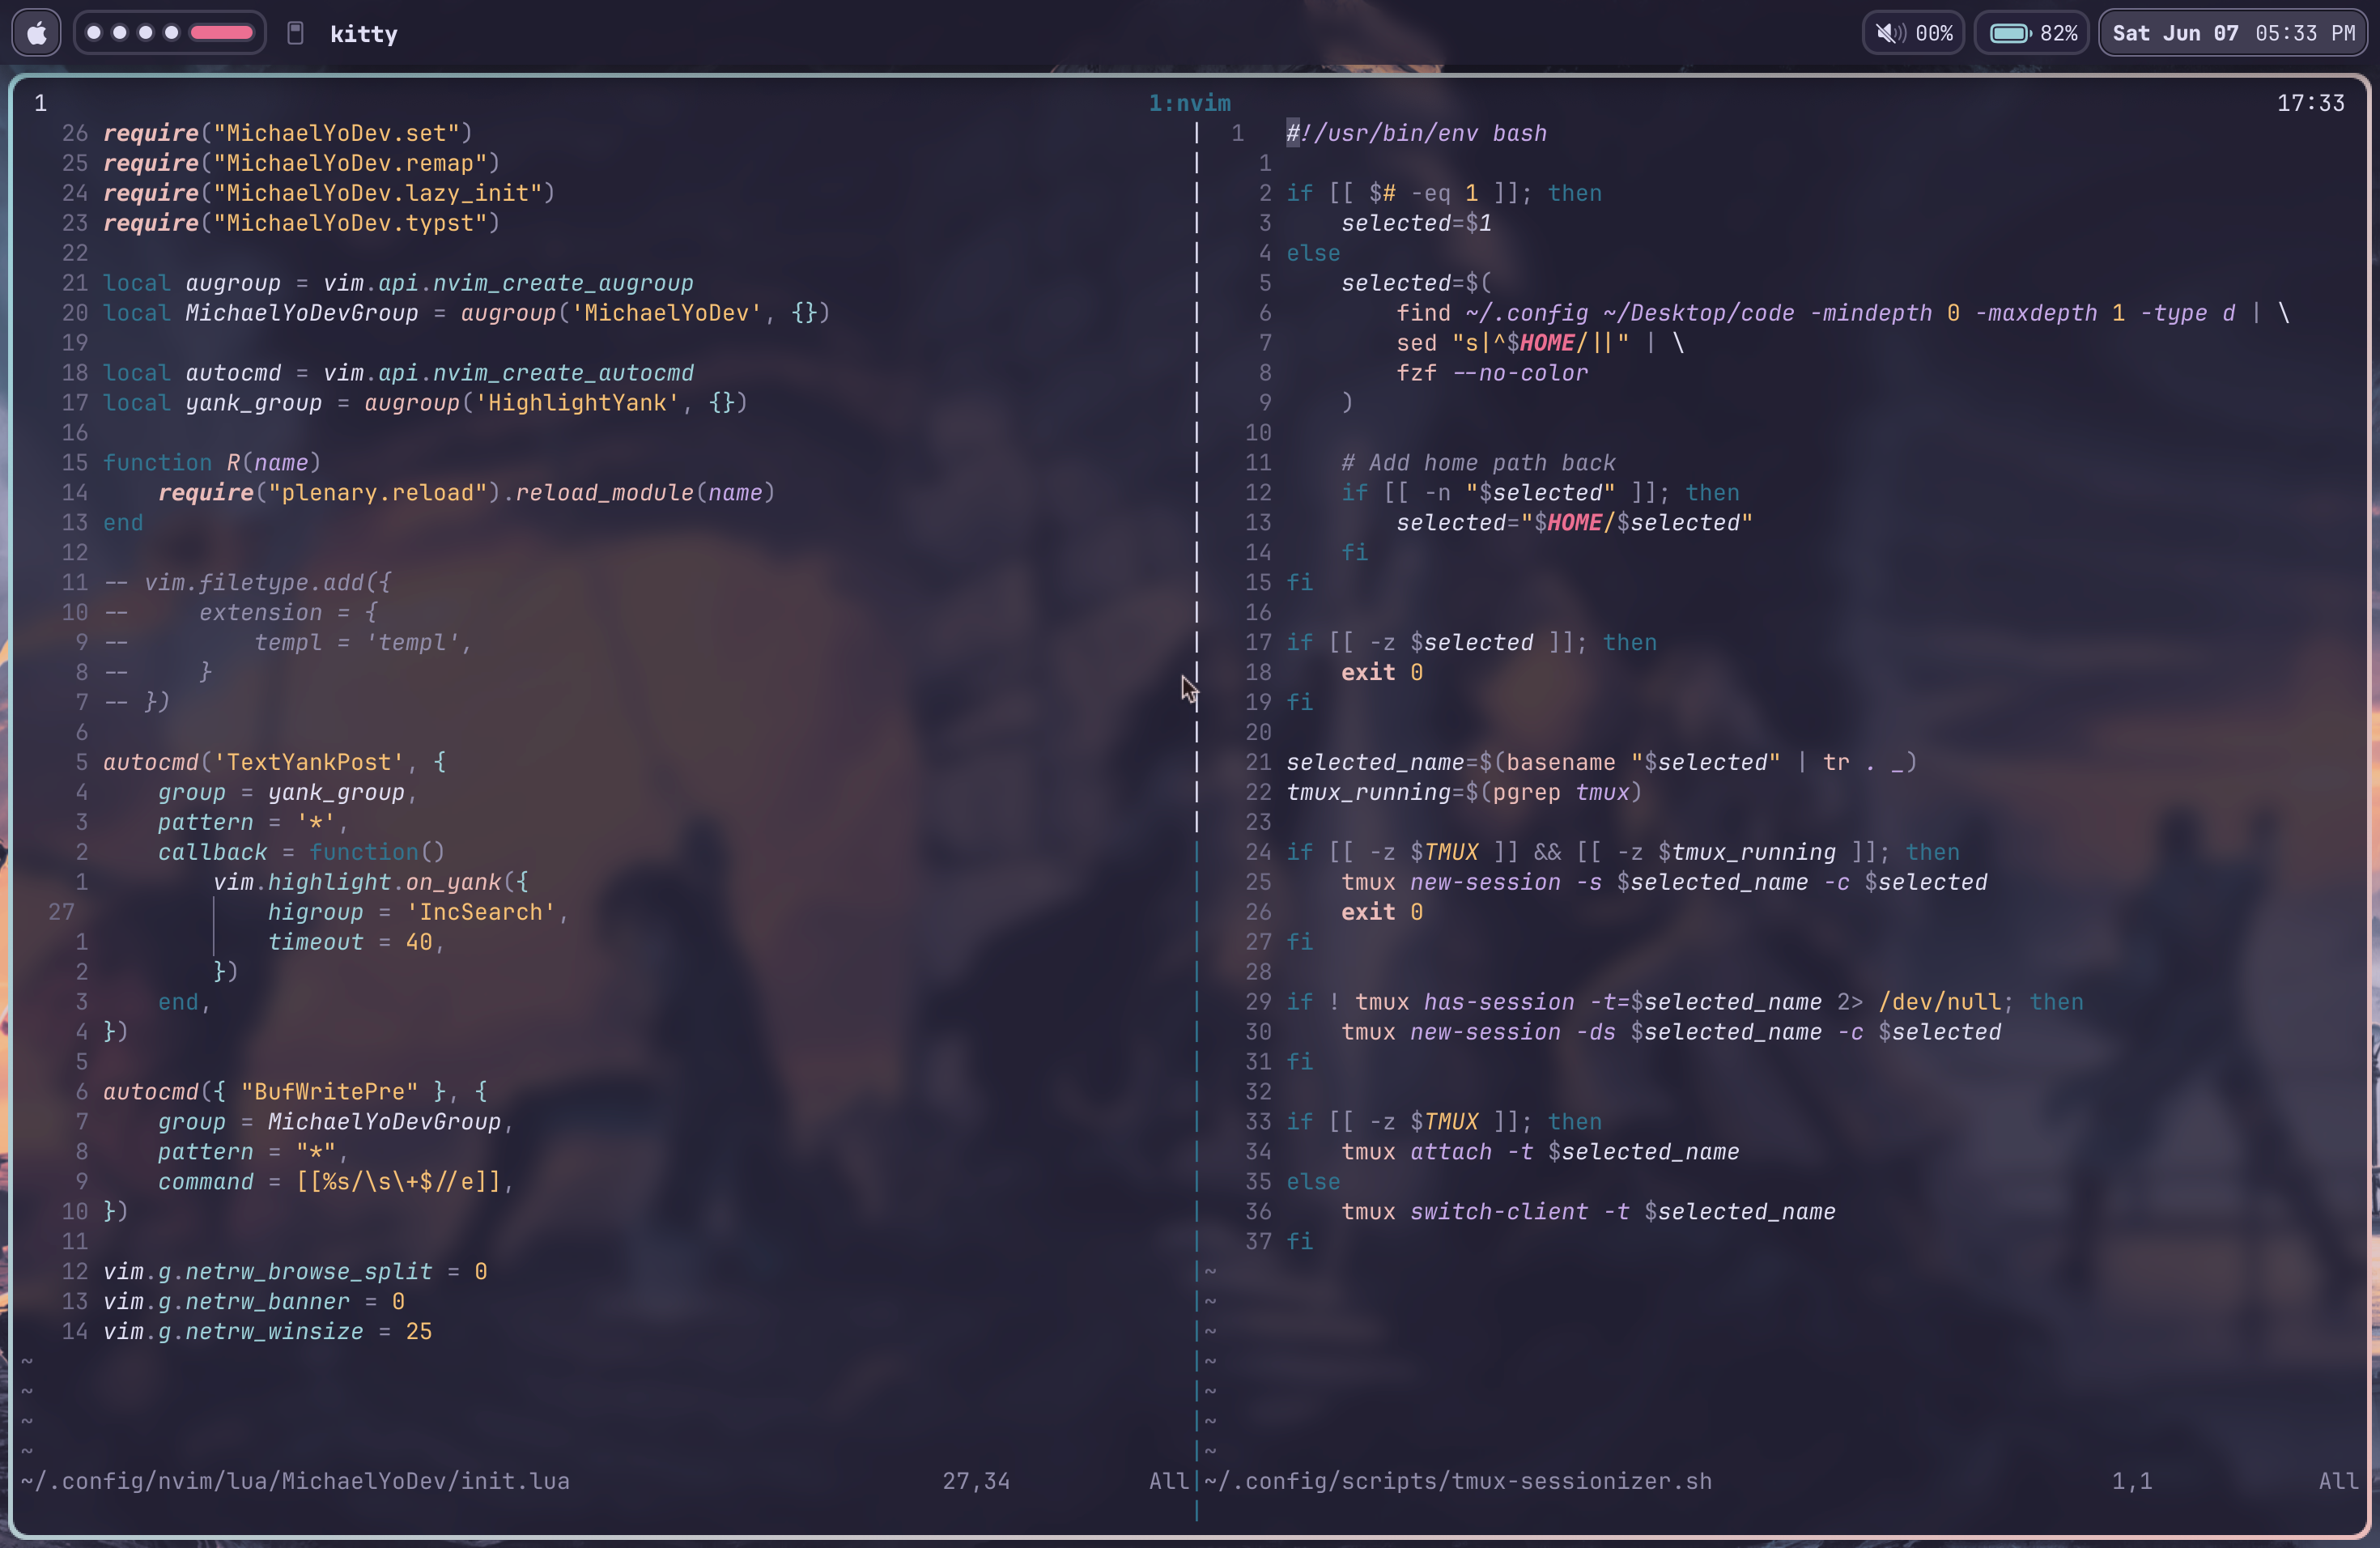 kitty
00%
82%
Sat Jun 07 05:33 PM
1
1:nvim
17:33
26 require("MichaelYoDev.set")
25 require("MichaelYoDev.remap")
24 require("MichaelYoDev.lazy_init")
23 require("MichaelYoDev.typst")
22
21 local augroup = vim.api.nvim_create_augroup
20 local MichaelYoDevGroup = augroup('MichaelYoDev', {})
19
18 local autocmd = vim.api.nvim_create_autocmd
17 local yank_group = augroup('HighlightYank', {})
16
15 function R(name)
14     require("plenary.reload").reload_module(name)
13 end
12
11 -- vim.filetype.add({
10 --     extension = {
9 --         templ = 'templ',
8 --     }
7 -- })
6
5 autocmd('TextYankPost', {
4     group = yank_group,
3     pattern = '*',
2     callback = function()
1         vim.highlight.on_yank({
27             higroup = 'IncSearch',
1             timeout = 40,
2         })
3     end,
4 })
5
6 autocmd({ "BufWritePre" }, {
7     group = MichaelYoDevGroup,
8     pattern = "*",
9     command = [[%s/\s\+$//e]],
10 })
11
12 vim.g.netrw_browse_split = 0
13 vim.g.netrw_banner = 0
14 vim.g.netrw_winsize = 25
~
~
~
~
~/.config/nvim/lua/MichaelYoDev/init.lua 27,34 All
1 #!/usr/bin/env bash
1
2 if [[ $# -eq 1 ]]; then
3     selected=$1
4 else
5     selected=$(
6         find ~/.config ~/Desktop/code -mindepth 0 -maxdepth 1 -type d | \
7         sed "s|^$HOME/||" | \
8         fzf --no-color
9     )
10
11     # Add home path back
12     if [[ -n "$selected" ]]; then
13         selected="$HOME/$selected"
14     fi
15 fi
16
17 if [[ -z $selected ]]; then
18     exit 0
19 fi
20
21 selected_name=$(basename "$selected" | tr . _)
22 tmux_running=$(pgrep tmux)
23
24 if [[ -z $TMUX ]] && [[ -z $tmux_running ]]; then
25     tmux new-session -s $selected_name -c $selected
26     exit 0
27 fi
28
29 if ! tmux has-session -t=$selected_name 2> /dev/null; then
30     tmux new-session -ds $selected_name -c $selected
31 fi
32
33 if [[ -z $TMUX ]]; then
34     tmux attach -t $selected_name
35 else
36     tmux switch-client -t $selected_name
37 fi
~
~
~
~
~
~
~
~/.config/scripts/tmux-sessionizer.sh 1,1 All